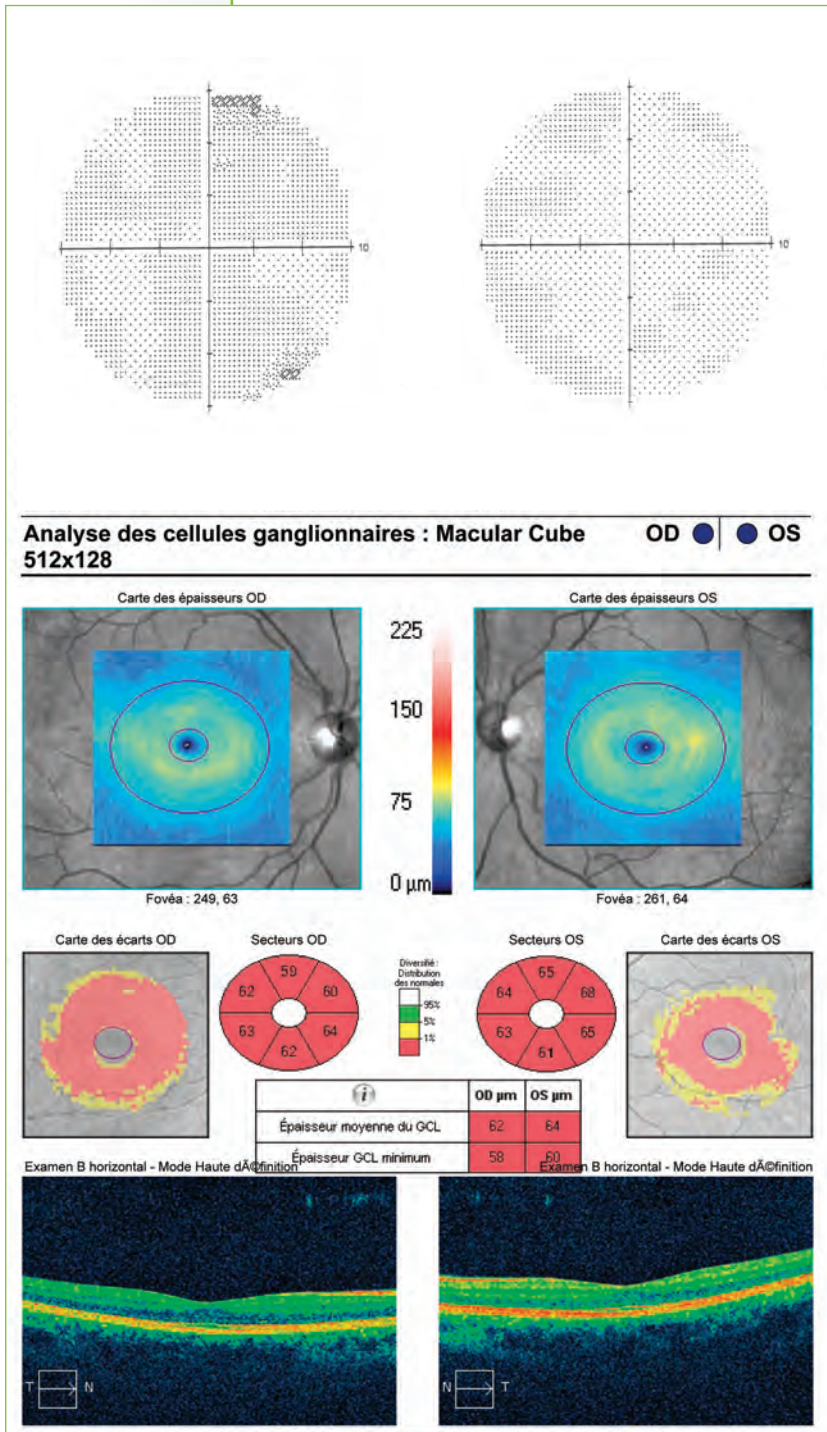 10
10
Analyse des cellules ganglionnaires : Macular Cube 512x128
OD OS
Carte des épaisseurs OD
Carte des épaisseurs OS
225
150
75
0 µm
Fovéa : 249, 63
Fovéa : 261, 64
Carte des écarts OD
Secteurs OD
Secteurs OS
Carte des écarts OS
59
62 60
63 64
62
Diversifié :
Distribution
des normales
95%
5%
1%
65
64 68
63 65
61
i OD µm OS µm
Épaisseur moyenne du GCL 62 64
Épaisseur GCL minimum 58 60
Examen B horizontal - Mode Haute dÃ©finition
Examen B horizontal - Mode Haute dÃ©finition
T N
N T